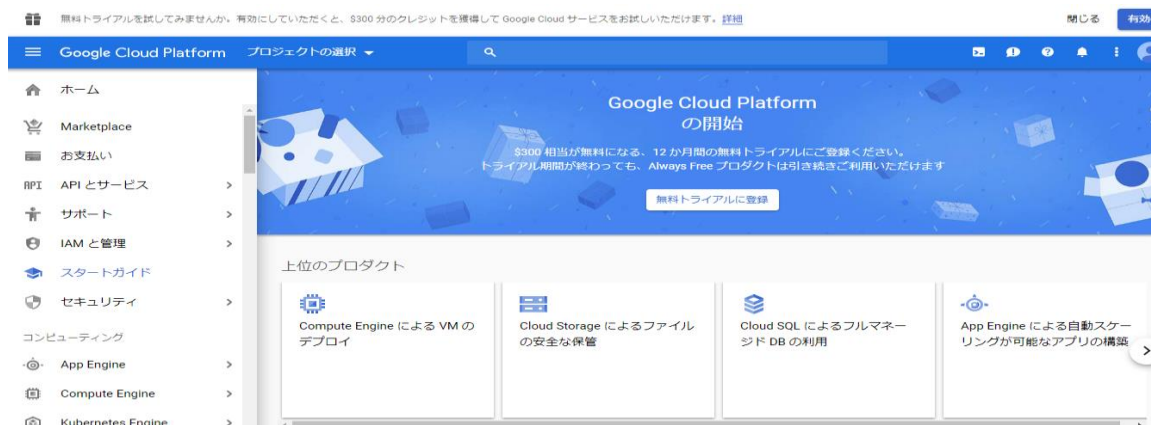 無料トライアルを試してみませんか。有効にしていただくと、$300 分のクレジットを獲得して Google Cloud サービスをお試しいただけます。詳細
閉じる
有効
Google Cloud Platform
プロジェクトの選択
ホーム
Marketplace
お支払い
API API とサービス
サポート
IAM と管理
スタートガイド
セキュリティ
コンピューティング
App Engine
Compute Engine
Kubernetes Engine
Google Cloud Platform
の開始
$300 相当が無料になる、12 か月間の無料トライアルにご登録ください。
トライアル期間が終わっても、Always Free プロダクトは引き続きご利用いただけます
無料トライアルに登録
上位のプロダクト
Compute Engine による VM の
デプロイ
Cloud Storage によるファイル
の安全な保管
Cloud SQL によるフルマネー
ジド DB の利用
App Engine による自動スケー
リングが可能なアプリの構築